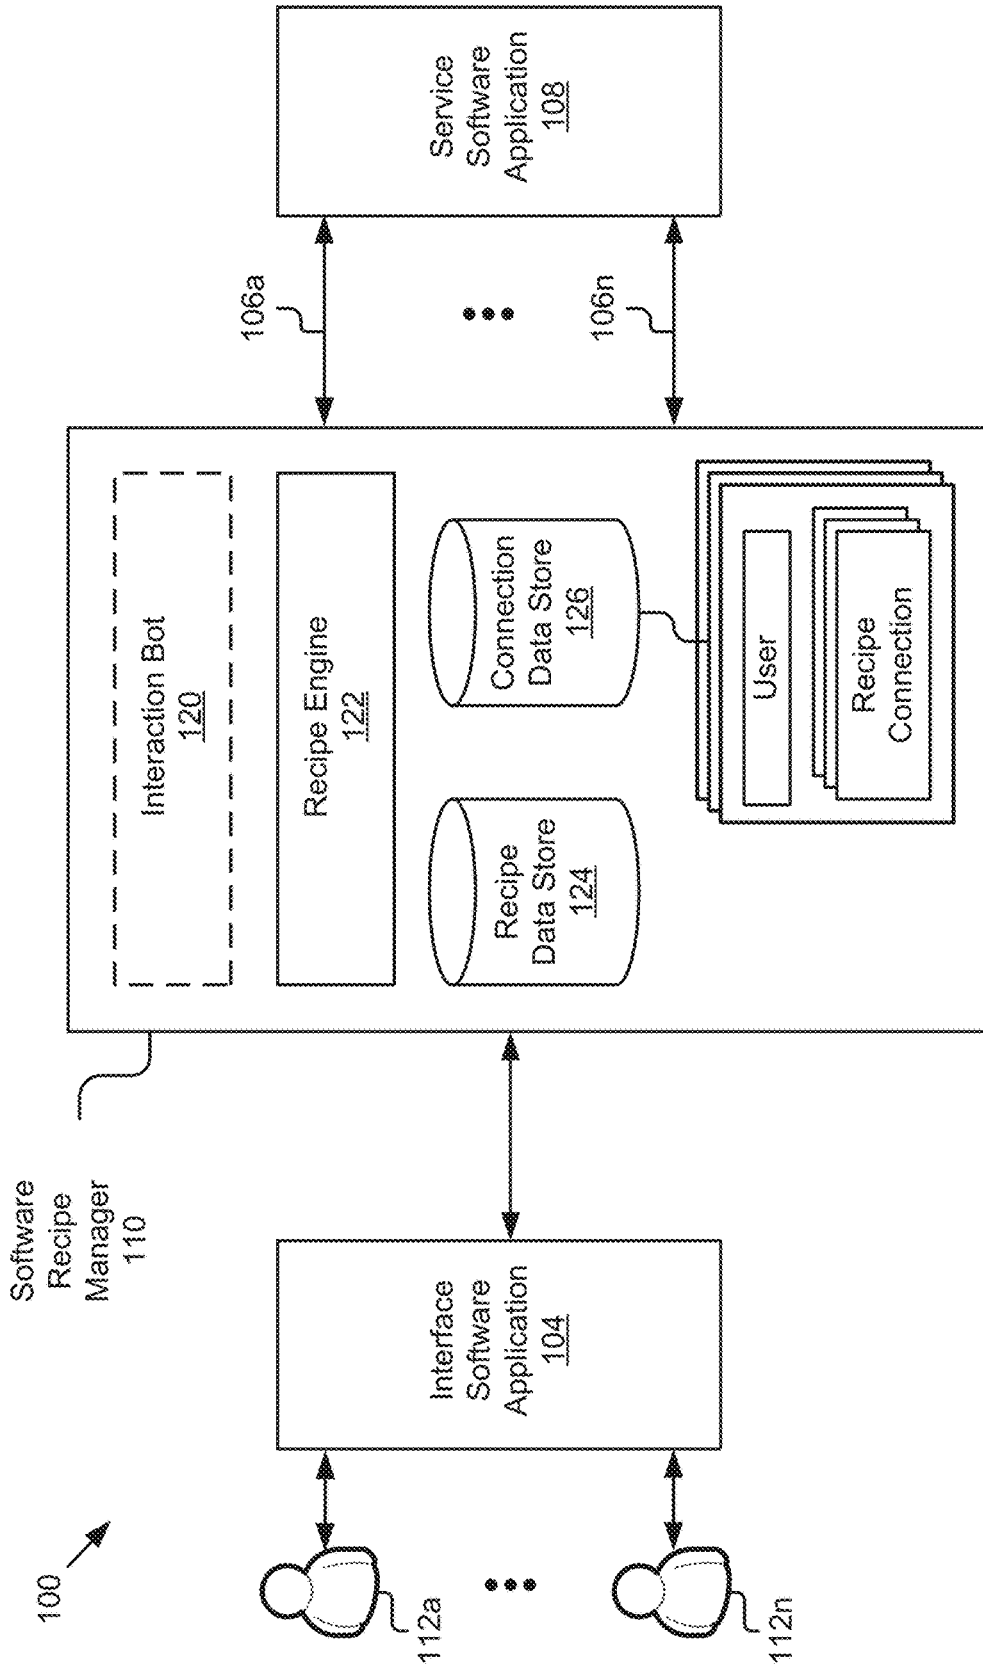 100
112a
112n
Interface
Software
Application
104
Software
Recipe
Manager
110
Interaction Bot
120
Recipe Engine
122
Recipe
Data Store
124
Connection
Data Store
126
User
Recipe
Connection
106a
106n
Service
Software
Application
108